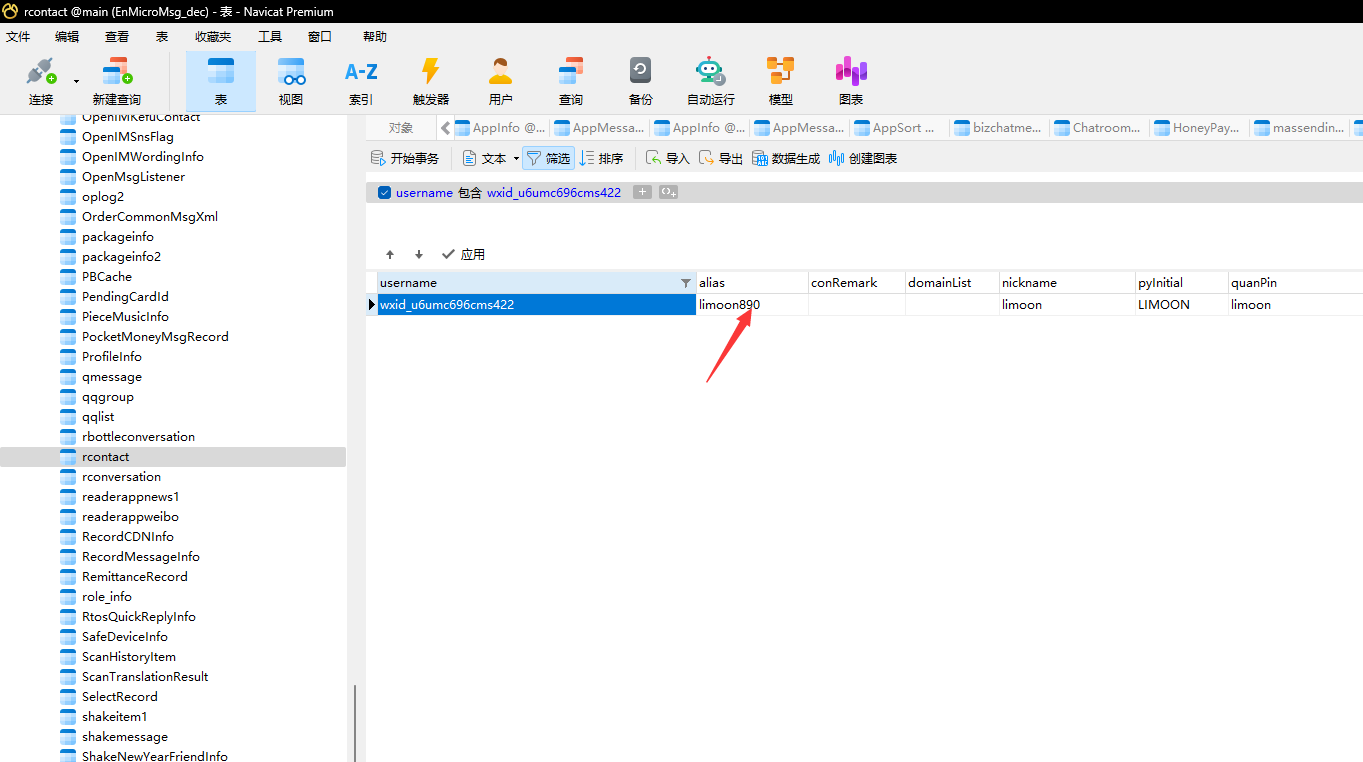 rcontact @main (EnMicroMsg_dec) - 表 - Navicat Premium
文件 编辑 查看 表 收藏夹 工具 窗口 帮助
连接 新建查询 表 视图 索引 触发器 用户 查询 备份 自动运行 模型 图表
A-Z
对象 AppInfo @... AppMessa... AppInfo @... AppMessa... AppSort ... bizchatme... Chatroom... HoneyPay... massendin...
开始事务 文本 筛选 排序 导入 导出 数据生成 创建图表
username 包含 wxid_u6umc696cms422
应用
username alias conRemark domainList nickname pyInitial quanPin
wxid_u6umc696cms422 limoon890 limoon LIMOON limoon
OpenIMKefuContact
OpenIMSnsFlag
OpenIMWordingInfo
OpenMsgListener
oplog2
OrderCommonMsgXml
packageinfo
packageinfo2
PBCache
PendingCardId
PieceMusicInfo
PocketMoneyMsgRecord
ProfileInfo
qmessage
qqgroup
qqlist
rbottleconversation
rcontact
rconversation
readerappnews1
readerappweibo
RecordCDNInfo
RecordMessageInfo
RemittanceRecord
role_info
RtosQuickReplyInfo
SafeDeviceInfo
ScanHistoryItem
ScanTranslationResult
SelectRecord
shakeitem1
shakemessage
ShakeNewYearFriendInfo